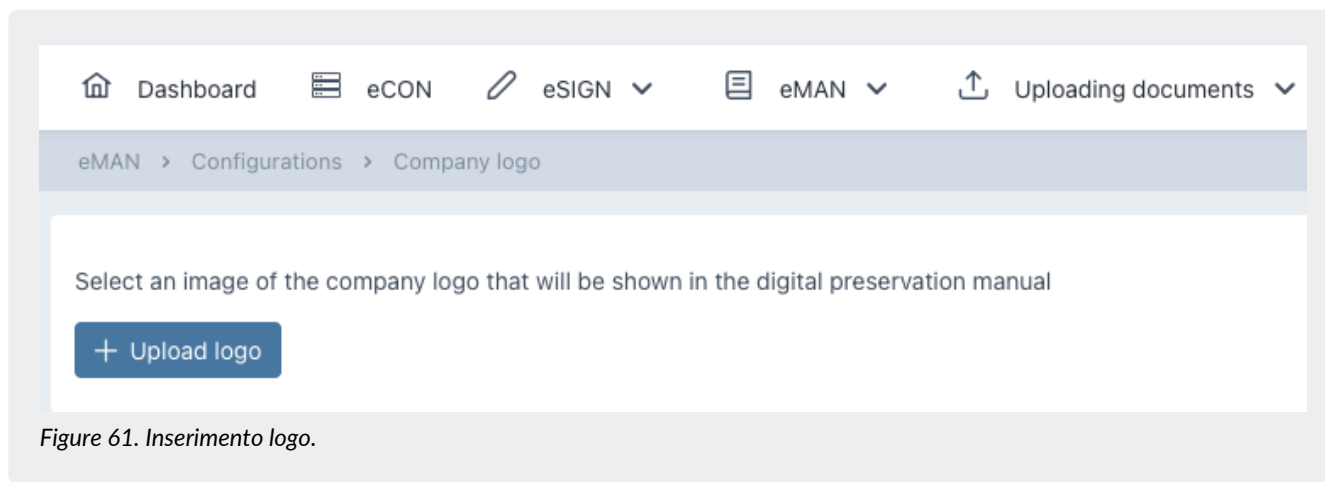 Dashboard eCON eSIGN eMAN Uploading documents
eMAN > Configurations > Company logo
Select an image of the company logo that will be shown in the digital preservation manual
+ Upload logo
Figure 61. Inserimento logo.